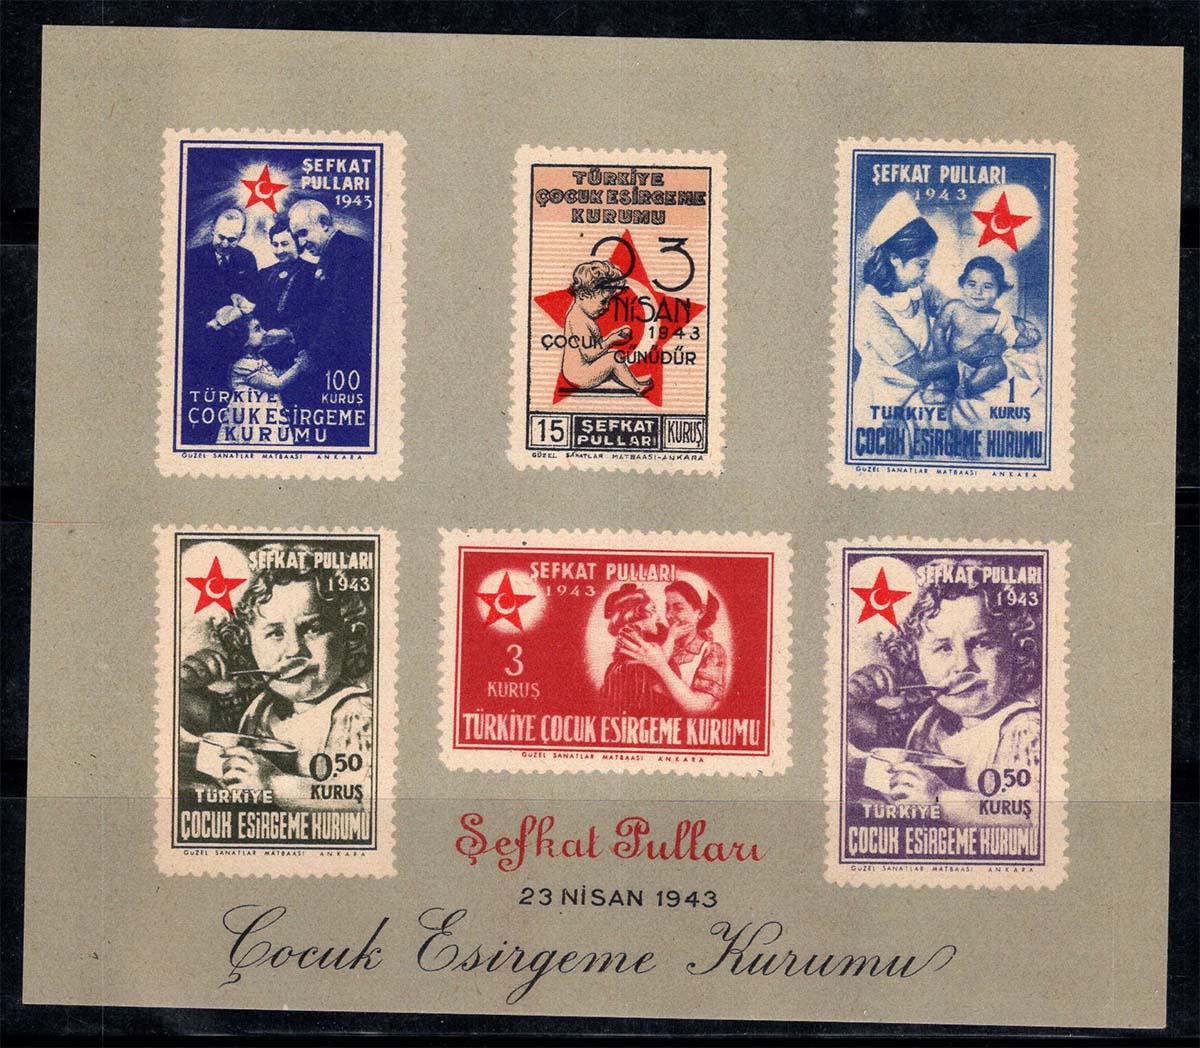 ŞEFKAT
PULLARI
1943
100
KURUŞ
TÜRKİYE
ÇOCUK ESİRGEME
KURUMU
GÜZEL SANATLAR MATBAASI ANKARA
TÜRKİYE
ÇOCUK ESİRGEME
KURUMU
23
NİSAN
1943
ÇOCUK
GÜNÜDÜR
15 ŞEFKAT PULLARI KURUŞ
GÜZEL SANATLAR MATBAASI-ANKARA
ŞEFKAT PULLARI
1943
1
TÜRKİYE KURUŞ
ÇOCUK ESİRGEME KURUMU
GÜZEL SANATLAR MATBAASI ANKARA
ŞEFKAT PULLARI
1943
0.50
KURUŞ
TÜRKİYE
ÇOCUK ESİRGEME KURUMU
GÜZEL SANATLAR MATBAASI ANKARA
ŞEFKAT PULLARI
1943
3
KURUŞ
TÜRKİYE ÇOCUK ESİRGEME KURUMU
GÜZEL SANATLAR MATBAASI ANKARA
ŞEFKAT PULLARI
1943
0.50
KURUŞ
TÜRKİYE
ÇOCUK ESİRGEME KURUMU
GÜZEL SANATLAR MATBAASI ANKARA
Şefkat Pulları
23 NİSAN 1943
Çocuk Esirgeme Kurumu